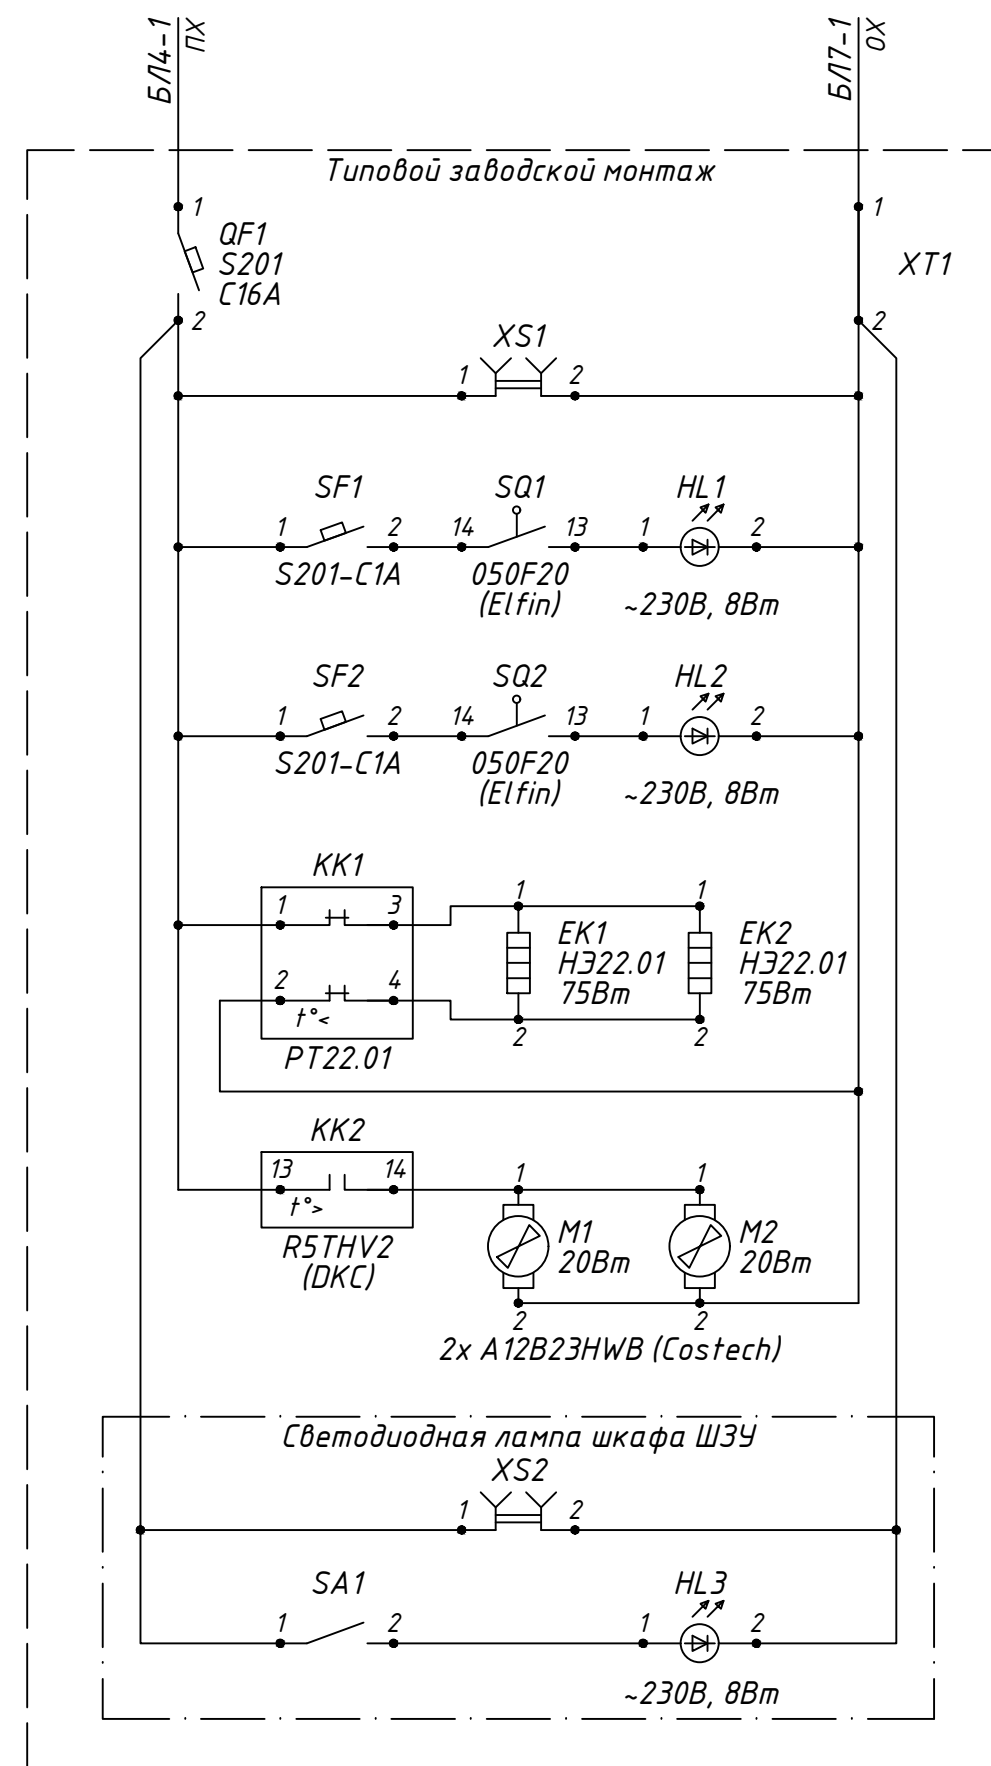 БЛ4-1
ПХ
БЛ7-1
ОХ
Типовой заводской монтаж
1
QF1
S201
C16A
2
1
XT1
2
XS1
1
2
SF1
1
2
S201-C1A
SQ1
14
13
050F20
(Elfin)
HL1
1
2
~230В, 8Вт
SF2
1
2
S201-C1A
SQ2
14
13
050F20
(Elfin)
HL2
1
2
~230В, 8Вт
KK1
1
3
2
4
t°<
РТ22.01
1
EK1
НЭ22.01
75Вт
2
1
EK2
НЭ22.01
75Вт
2
KK2
13
14
t°>
R5THV2
(DKC)
1
M1
20Вт
2
1
M2
20Вт
2
2x A12B23HWB (Costech)
Светодиодная лампа шкафа ШЗУ
XS2
1
2
SA1
1
2
HL3
1
2
~230В, 8Вт